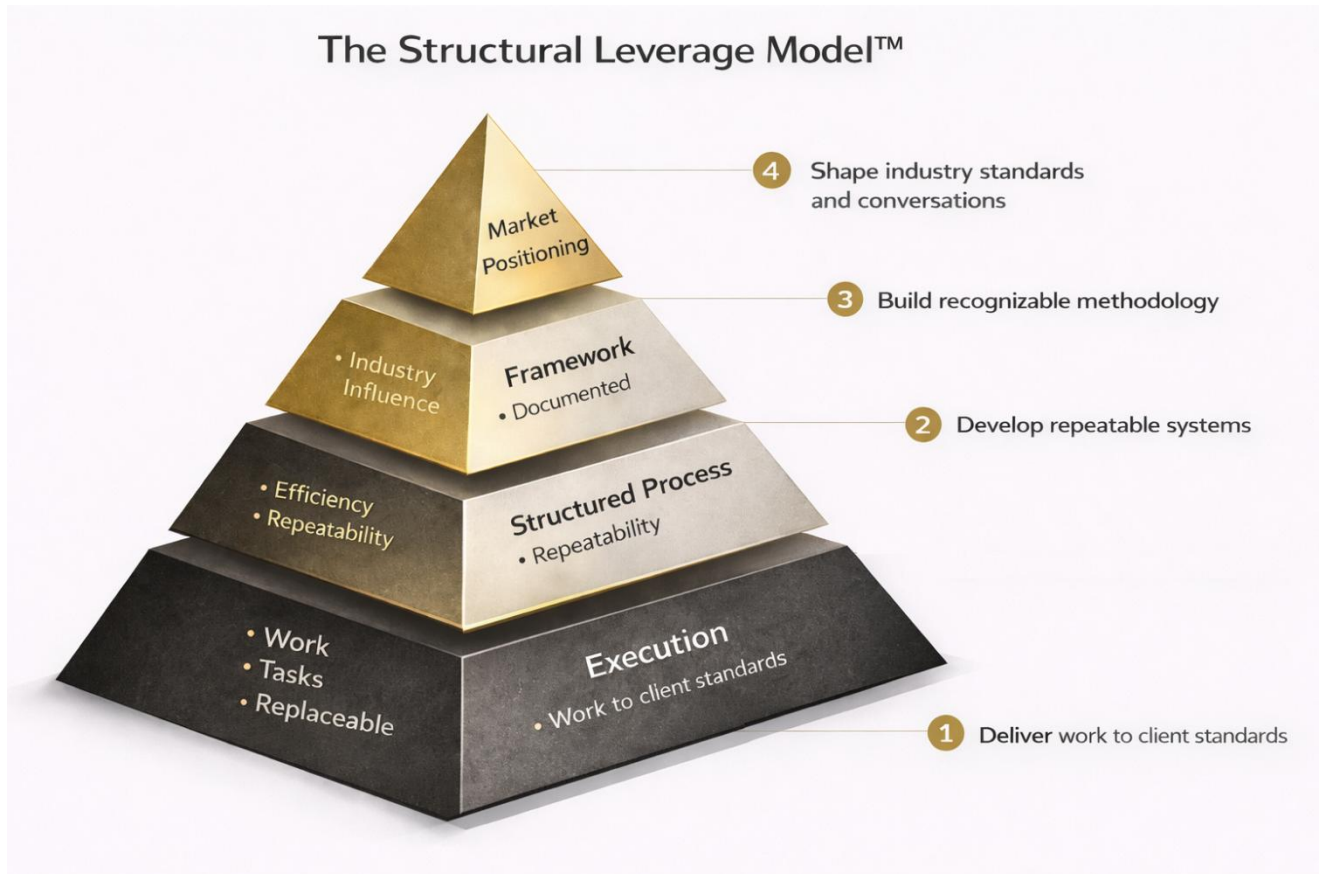 The Structural Leverage Model™
4 Shape industry standards
and conversations
Market
Positioning
3 Build recognizable methodology
• Industry
Influence
Framework
• Documented
2 Develop repeatable systems
• Efficiency
• Repeatability
Structured Process
• Repeatability
• Work
• Tasks
• Replaceable
Execution
• Work to client standards
1 Deliver work to client standards